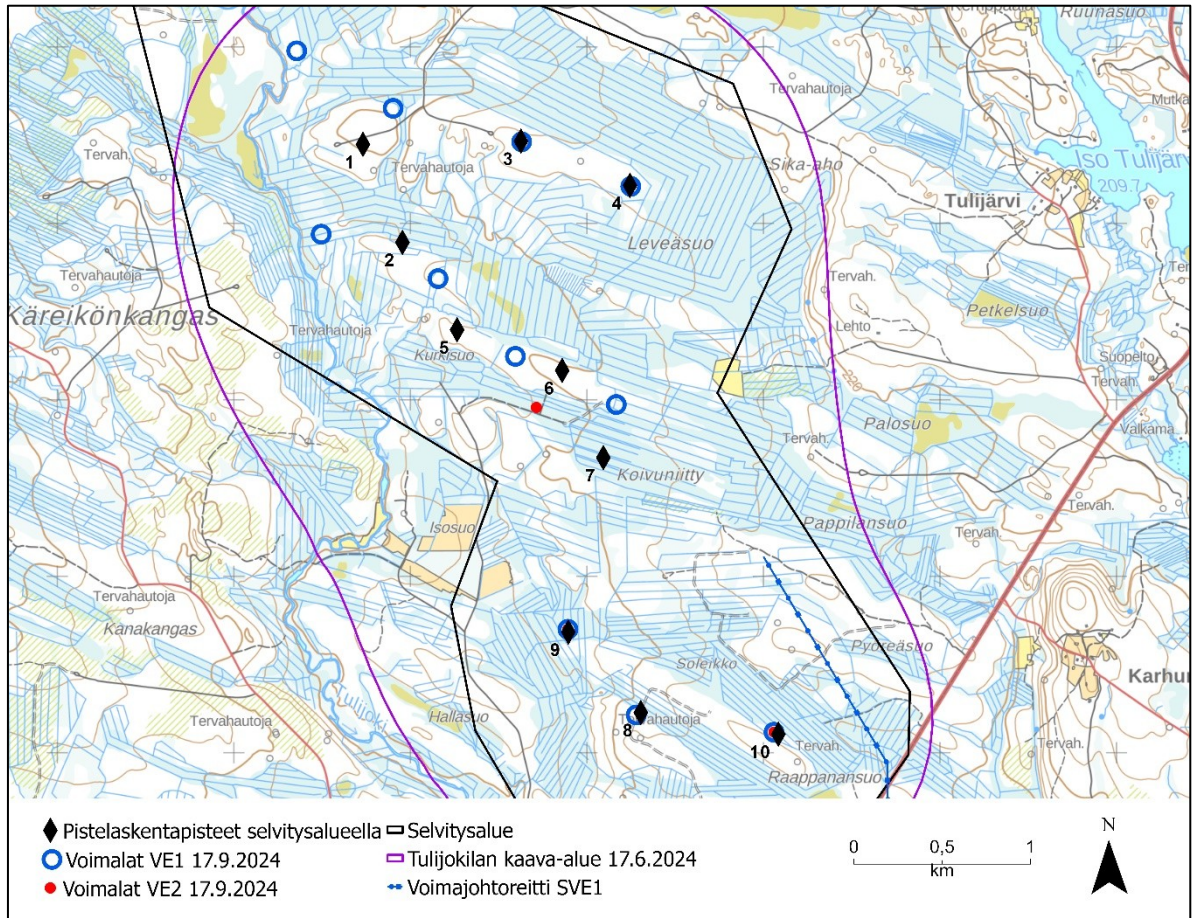 Kemppaala
Ruunasuo
Tervahautoja
Mutka
Tervah.
1
Tervahautoja
3
Sika-aho
Iso Tulijärv
209.7
4
Tulijärvi
Leveäsuo
2
Tervahautoja
Tervah.
Käreikönkangas
Tervahautoja
Petkelsuo
5
Kurkisuo
Lehto
Suopelto
Tervah.
6
220
Palosuo
Valkama
Tervah.
7
Koivuniitty
Isosuo
Pappilansuo
Tervah.
Tervahautoja
Kanakangas
9
Soleikko
Pyöreäsuo
Karhun
Tulijoki
Hallasuo
Tervahautoja
8
Tervahautoja
10
Tervah.
Tervah.
Raappanansuo
Pistelaskentapisteet selvitysalueella
Selvitysalue
Voimalat VE1 17.9.2024
Tulijokilan kaava-alue 17.6.2024
Voimalat VE2 17.9.2024
Voimajohtoreitti SVE1
0 0,5 1
km
N